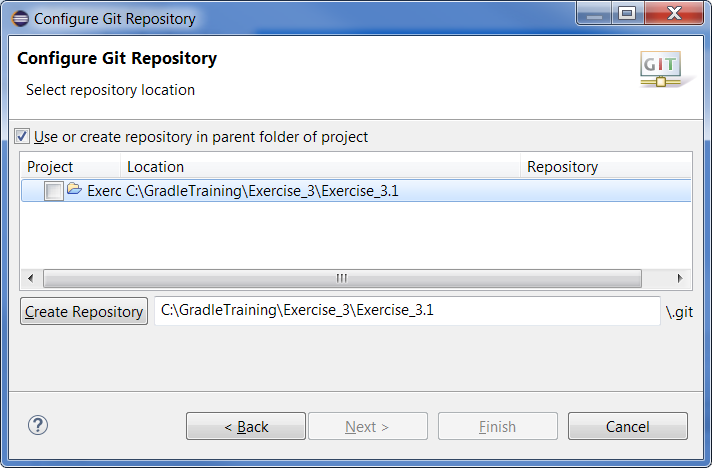 Configure Git Repository
Configure Git Repository
GIT
Select repository location
Use or create repository in parent folder of project
Project Location Repository
Exerc C:\GradleTraining\Exercise_3\Exercise_3.1
Create Repository C:\GradleTraining\Exercise_3\Exercise_3.1 \.git
? < Back Next > Finish Cancel